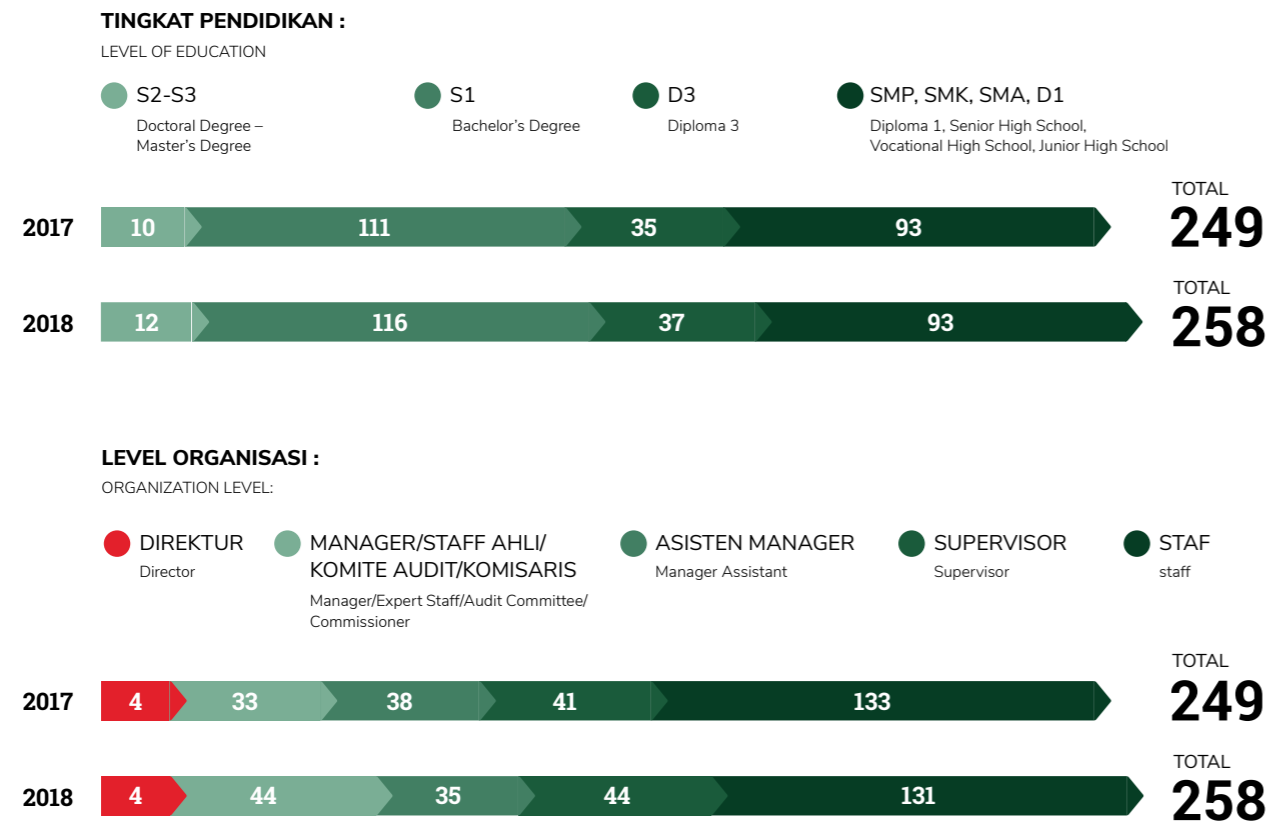 TINGKAT PENDIDIKAN :
LEVEL OF EDUCATION
S2-S3
Doctoral Degree –
Master's Degree
S1
Bachelor's Degree
D3
Diploma 3
SMP, SMK, SMA, D1
Diploma 1, Senior High School,
Vocational High School, Junior High School
2017 10 111 35 93
TOTAL
249
2018 12 116 37 93
TOTAL
258
LEVEL ORGANISASI :
ORGANIZATION LEVEL:
DIREKTUR
Director
MANAGER/STAFF AHLI/
KOMITE AUDIT/KOMISARIS
Manager/Expert Staff/Audit Committee/
Commissioner
ASISTEN MANAGER
Manager Assistant
SUPERVISOR
Supervisor
STAF
staff
2017 4 33 38 41 133
TOTAL
249
2018 4 44 35 44 131
TOTAL
258